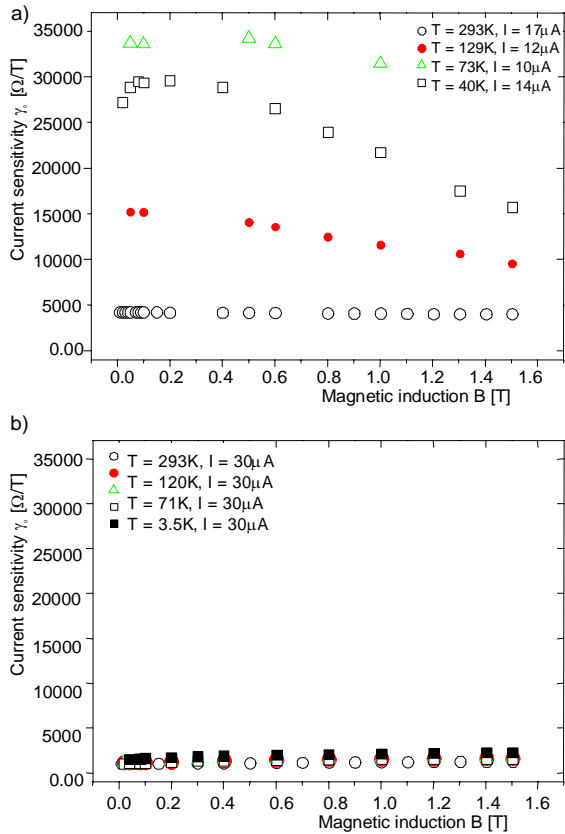 a)
35000
30000
25000
20000
15000
10000
5000
0.00
Current sensitivity γₒ [Ω/T]
T = 293K, I = 17μA
T = 129K, I = 12μA
T = 73K, I = 10μA
T = 40K, I = 14μA
0.0 0.2 0.4 0.6 0.8 1.0 1.2 1.4 1.6
Magnetic induction B [T]
b)
35000
30000
25000
20000
15000
10000
5000
0.00
Current sensitivity γₒ [Ω/T]
T = 293K, I = 30μA
T = 120K, I = 30μA
T = 71K, I = 30μA
T = 3.5K, I = 30μA
0.0 0.2 0.4 0.6 0.8 1.0 1.2 1.4 1.6
Magnetic induction B [T]